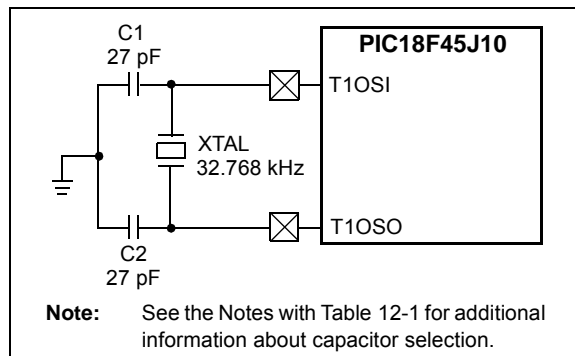 C1
27 pF
PIC18F45J10
T1OSI
XTAL
32.768 kHz
T1OSO
C2
27 pF
Note: See the Notes with Table 12-1 for additional
information about capacitor selection.